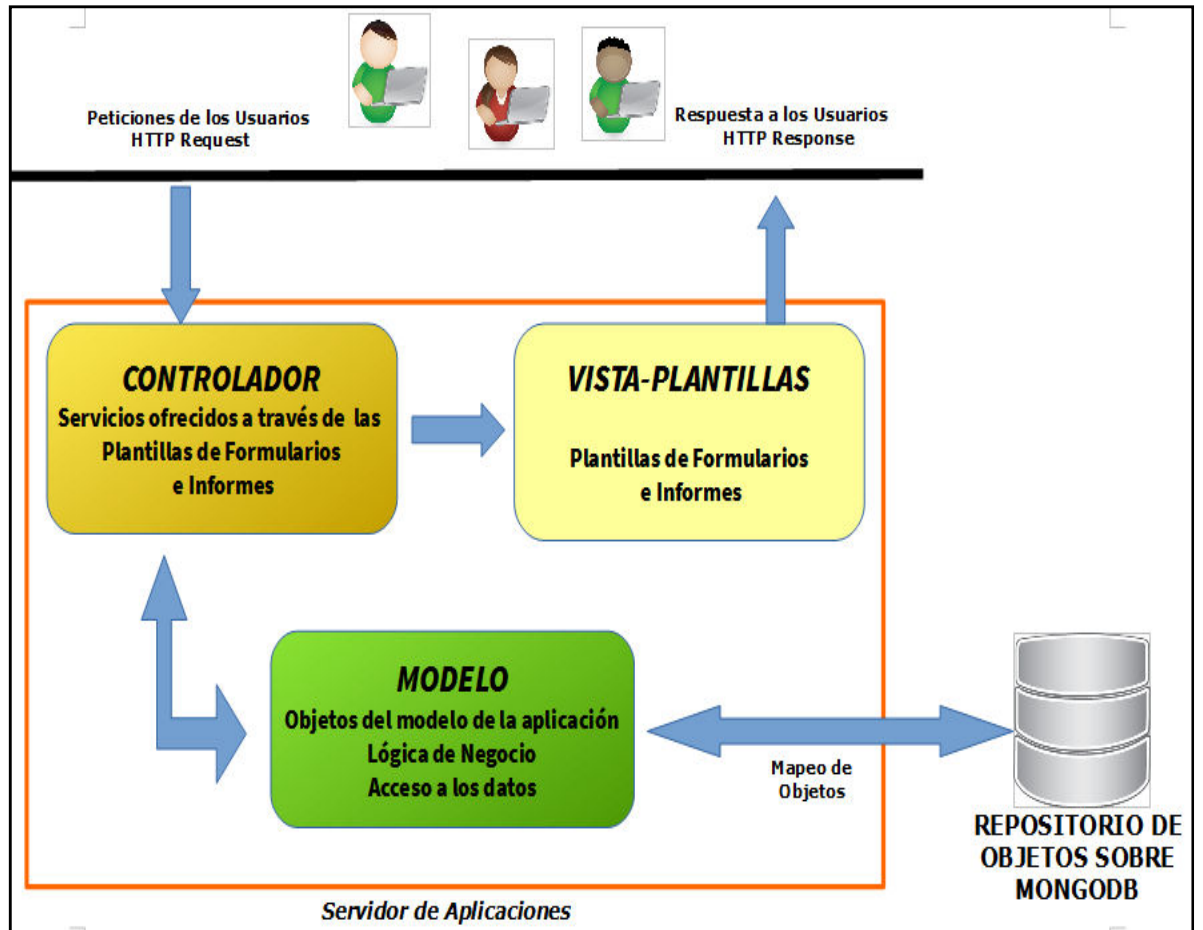 Peticiones de los Usuarios
HTTP Request
Respuesta a los Usuarios
HTTP Response
CONTROLADOR
Servicios ofrecidos a través de las
Plantillas de Formularios
e Informes
VISTA-PLANTILLAS
Plantillas de Formularios
e Informes
MODELO
Objetos del modelo de la aplicación
Lógica de Negocio
Acceso a los datos
Mapeo de
Objetos
REPOSITORIO DE
OBJETOS SOBRE
MONGODB
Servidor de Aplicaciones